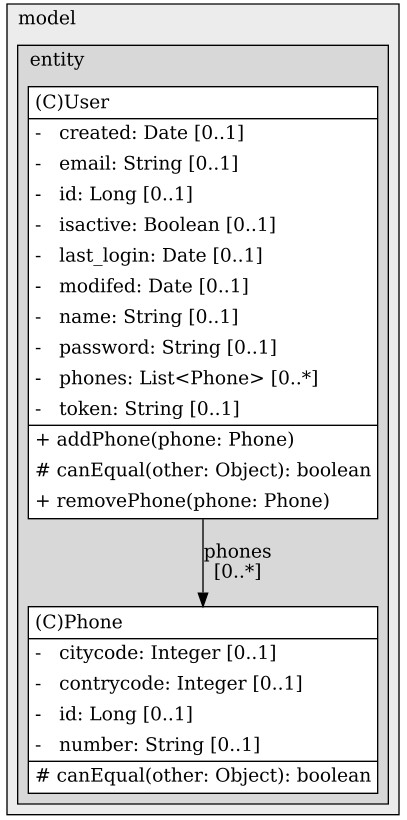 model
entity
(C)User
- created: Date [0..1]
- email: String [0..1]
- id: Long [0..1]
- isactive: Boolean [0..1]
- last_login: Date [0..1]
- modifed: Date [0..1]
- name: String [0..1]
- password: String [0..1]
- phones: List<Phone> [0..*]
- token: String [0..1]
+ addPhone(phone: Phone)
# canEqual(other: Object): boolean
+ removePhone(phone: Phone)
phones
[0..*]
(C)Phone
- citycode: Integer [0..1]
- contrycode: Integer [0..1]
- id: Long [0..1]
- number: String [0..1]
# canEqual(other: Object): boolean